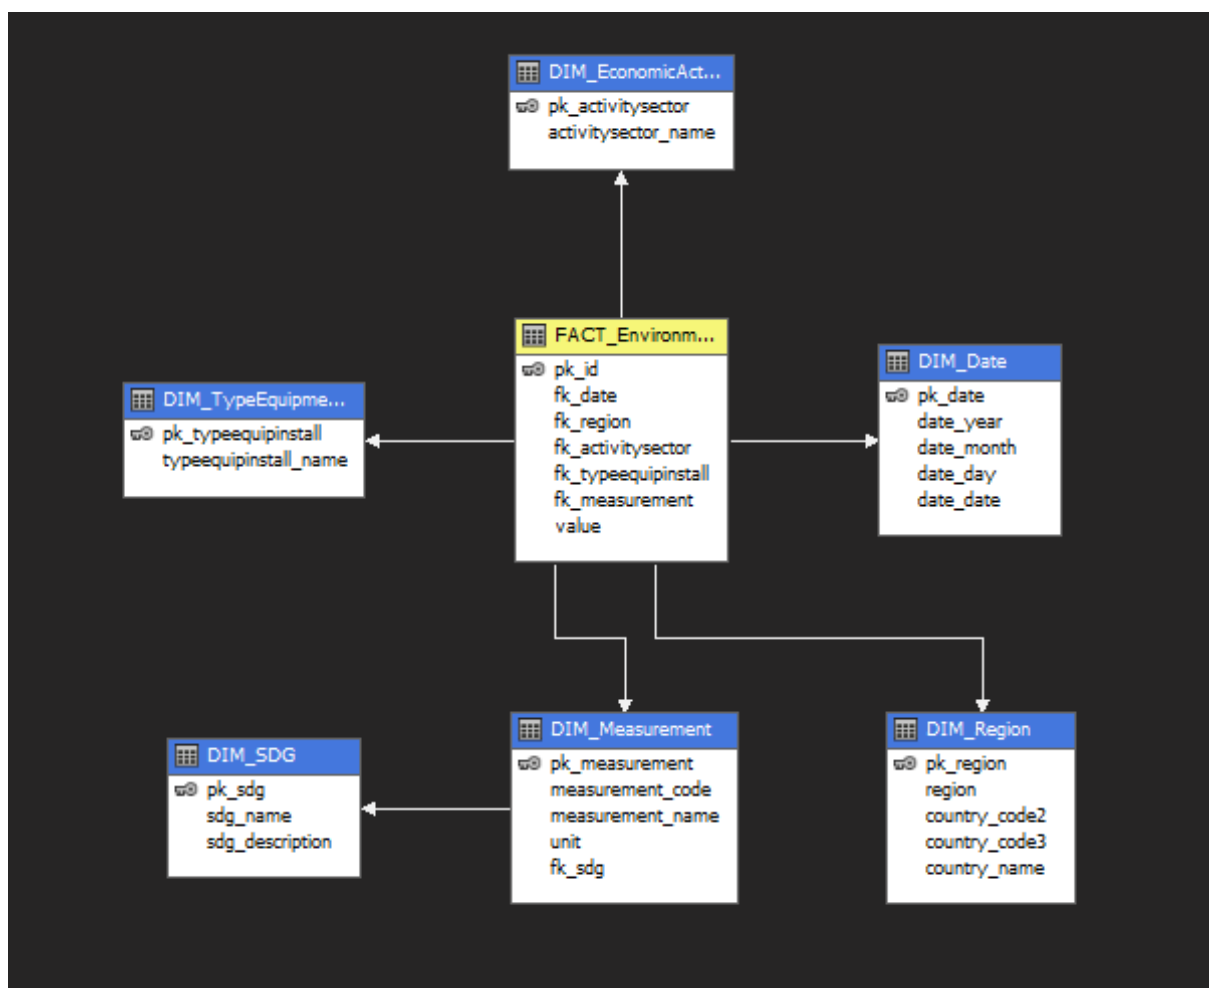 DIM_EconomicAct...
pk_activitysector
activitysector_name
FACT_Environm...
pk_id
fk_date
fk_region
fk_activitysector
fk_typeequipinstall
fk_measurement
value
DIM_Date
pk_date
date_year
date_month
date_day
date_date
DIM_TypeEquipme...
pk_typeequipinstall
typeequipinstall_name
DIM_SDG
pk_sdg
sdg_name
sdg_description
DIM_Measurement
pk_measurement
measurement_code
measurement_name
unit
fk_sdg
DIM_Region
pk_region
region
country_code2
country_code3
country_name